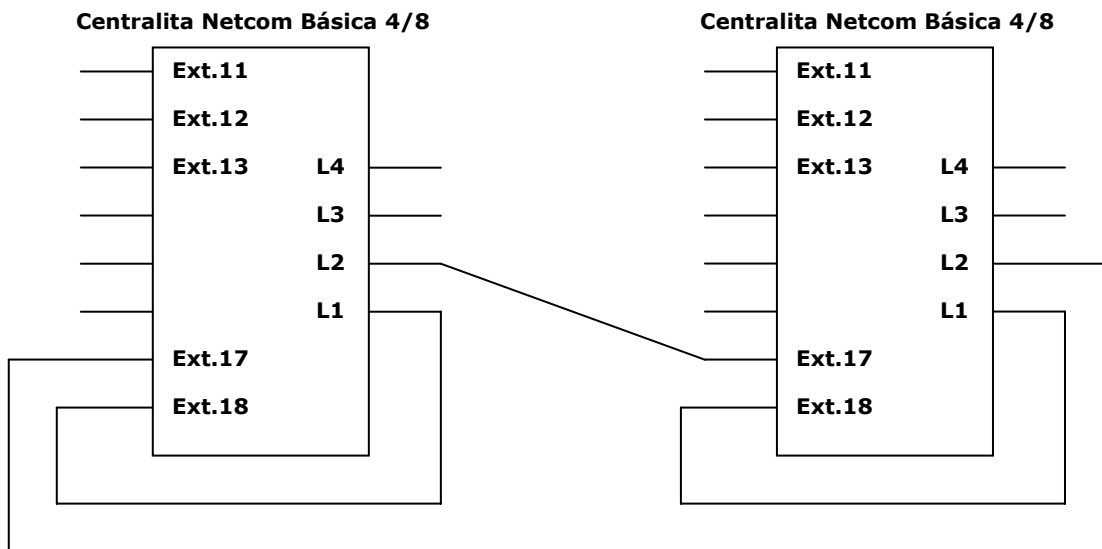 Centralita Netcom Básica 4/8
Ext.11
Ext.12
Ext.13 L4
L3
L2
L1
Ext.17
Ext.18
Centralita Netcom Básica 4/8
Ext.11
Ext.12
Ext.13 L4
L3
L2
L1
Ext.17
Ext.18